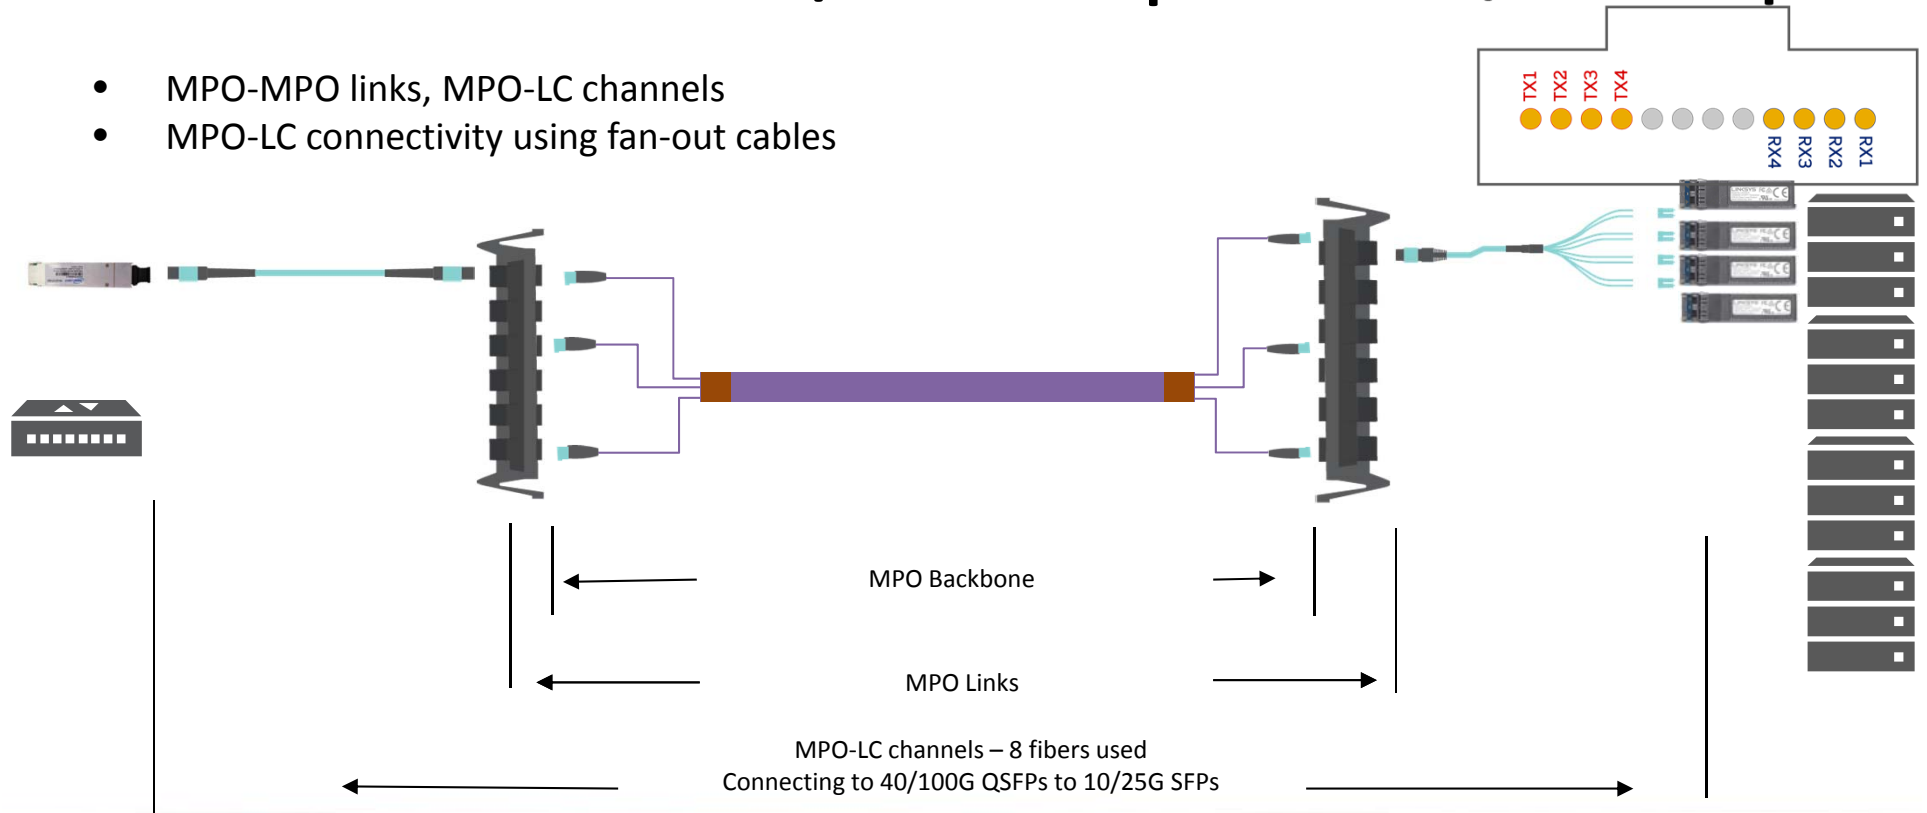 • MPO-MPO links, MPO-LC channels
• MPO-LC connectivity using fan-out cables
TX1 TX2 TX3 TX4
RX4 RX3 RX2 RX1
MPO Backbone
MPO Links
MPO-LC channels – 8 fibers used
Connecting to 40/100G QSFPs to 10/25G SFPs